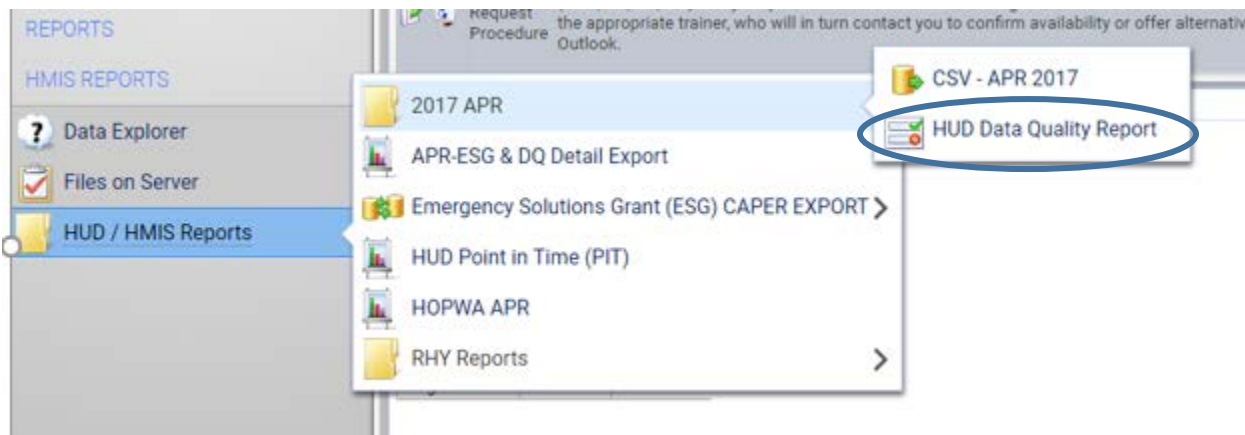 REPORTS
HMIS REPORTS
Data Explorer
Files on Server
HUD / HMIS Reports
Request
Procedure
the appropriate trainer, who will in turn contact you to confirm availability or offer alternativ
Outlook.
2017 APR
APR-ESG & DQ Detail Export
Emergency Solutions Grant (ESG) CAPER EXPORT
HUD Point in Time (PIT)
HOPWA APR
RHY Reports
CSV - APR 2017
HUD Data Quality Report